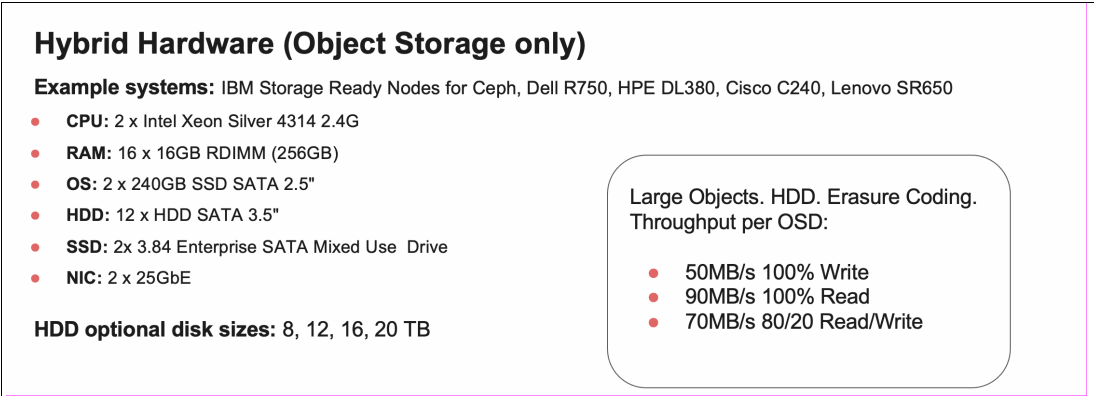 Hybrid Hardware (Object Storage only)
Example systems: IBM Storage Ready Nodes for Ceph, Dell R750, HPE DL380, Cisco C240, Lenovo SR650
CPU: 2 x Intel Xeon Silver 4314 2.4G
RAM: 16 x 16GB RDIMM (256GB)
OS: 2 x 240GB SSD SATA 2.5"
HDD: 12 x HDD SATA 3.5"
SSD: 2x 3.84 Enterprise SATA Mixed Use  Drive
NIC: 2 x 25GbE
HDD optional disk sizes: 8, 12, 16, 20 TB
Large Objects. HDD. Erasure Coding.
Throughput per OSD:
50MB/s 100% Write
90MB/s 100% Read
70MB/s 80/20 Read/Write